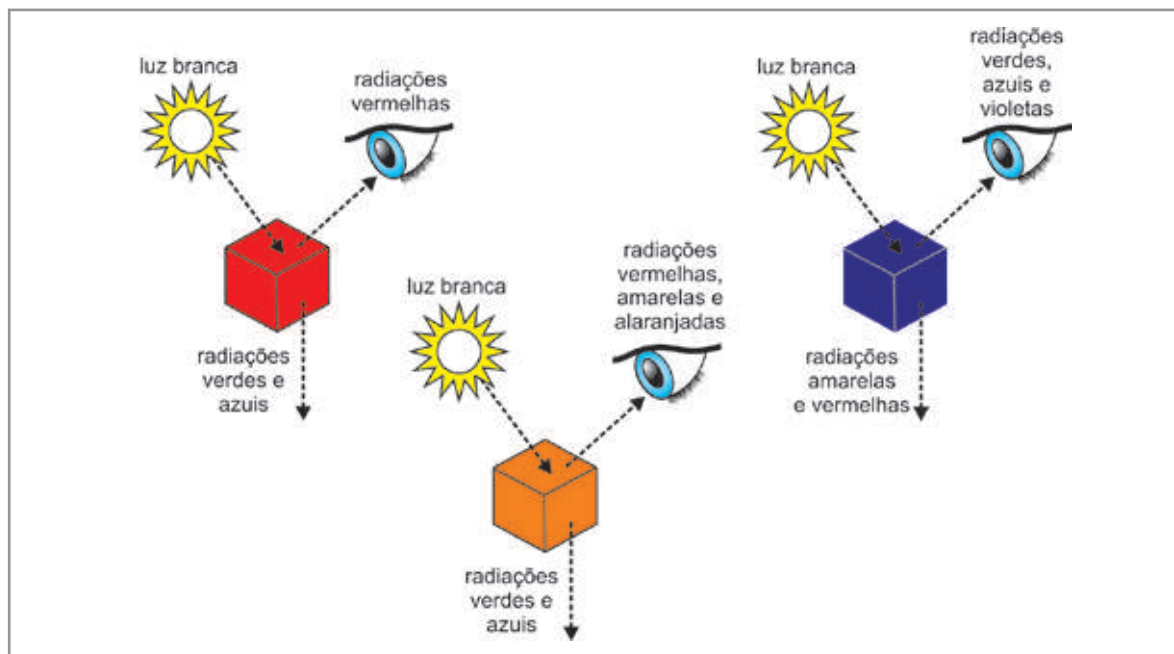 luz branca
radiações
vermelhas
radiações
verdes e
azuis
luz branca
radiações
vermelhas,
amarelas e
alaranjadas
radiações
verdes e
azuis
luz branca
radiações
verdes,
azuis e
violetas
radiações
amarelas
e vermelhas